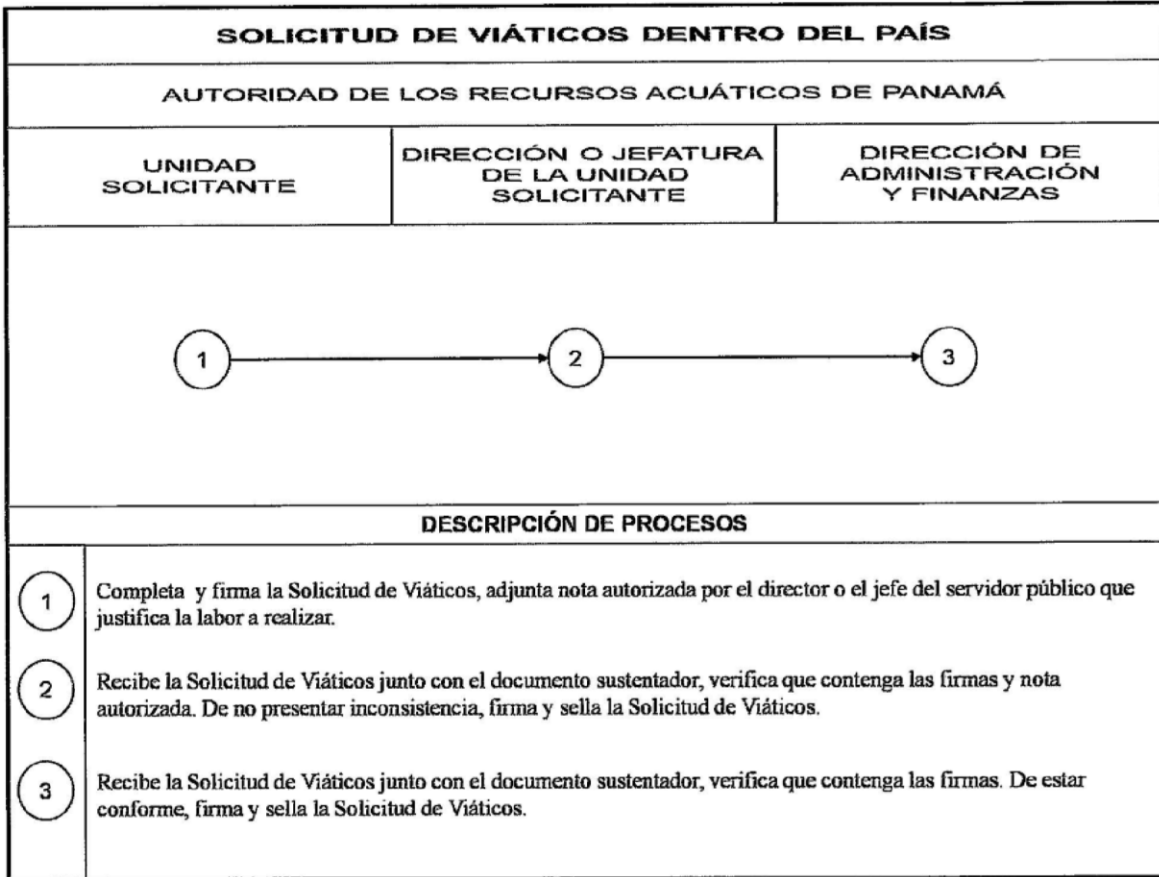 SOLICITUD DE VIÁTICOS DENTRO DEL PAÍS
AUTORIDAD DE LOS RECURSOS ACUÁTICOS DE PANAMÁ
UNIDAD
SOLICITANTE
DIRECCIÓN O JEFATURA
DE LA UNIDAD
SOLICITANTE
DIRECCIÓN DE
ADMINISTRACIÓN
Y FINANZAS
1
2
3
DESCRIPCIÓN DE PROCESOS
1
Completa y firma la Solicitud de Viáticos, adjunta nota autorizada por el director o el jefe del servidor público que
justifica la labor a realizar.
2
Recibe la Solicitud de Viáticos junto con el documento sustentador, verifica que contenga las firmas y nota
autorizada. De no presentar inconsistencia, firma y sella la Solicitud de Viáticos.
3
Recibe la Solicitud de Viáticos junto con el documento sustentador, verifica que contenga las firmas. De estar
conforme, firma y sella la Solicitud de Viáticos.